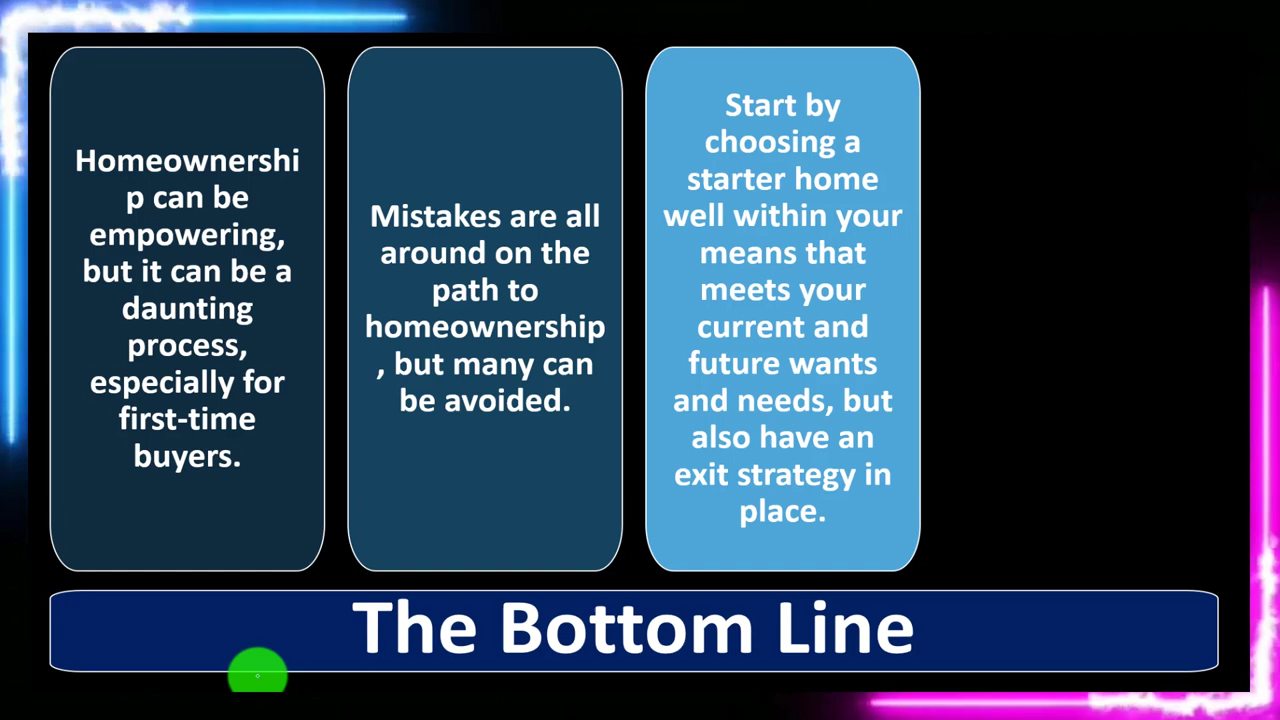 Homeownershi
p can be
empowering,
but it can be a
daunting
process,
especially for
first-time
buyers.
Mistakes are all
around on the
path to
homeownership
, but many can
be avoided.
Start by
choosing a
starter home
well within your
means that
meets your
current and
future wants
and needs, but
also have an
exit strategy in
place.
The Bottom Line